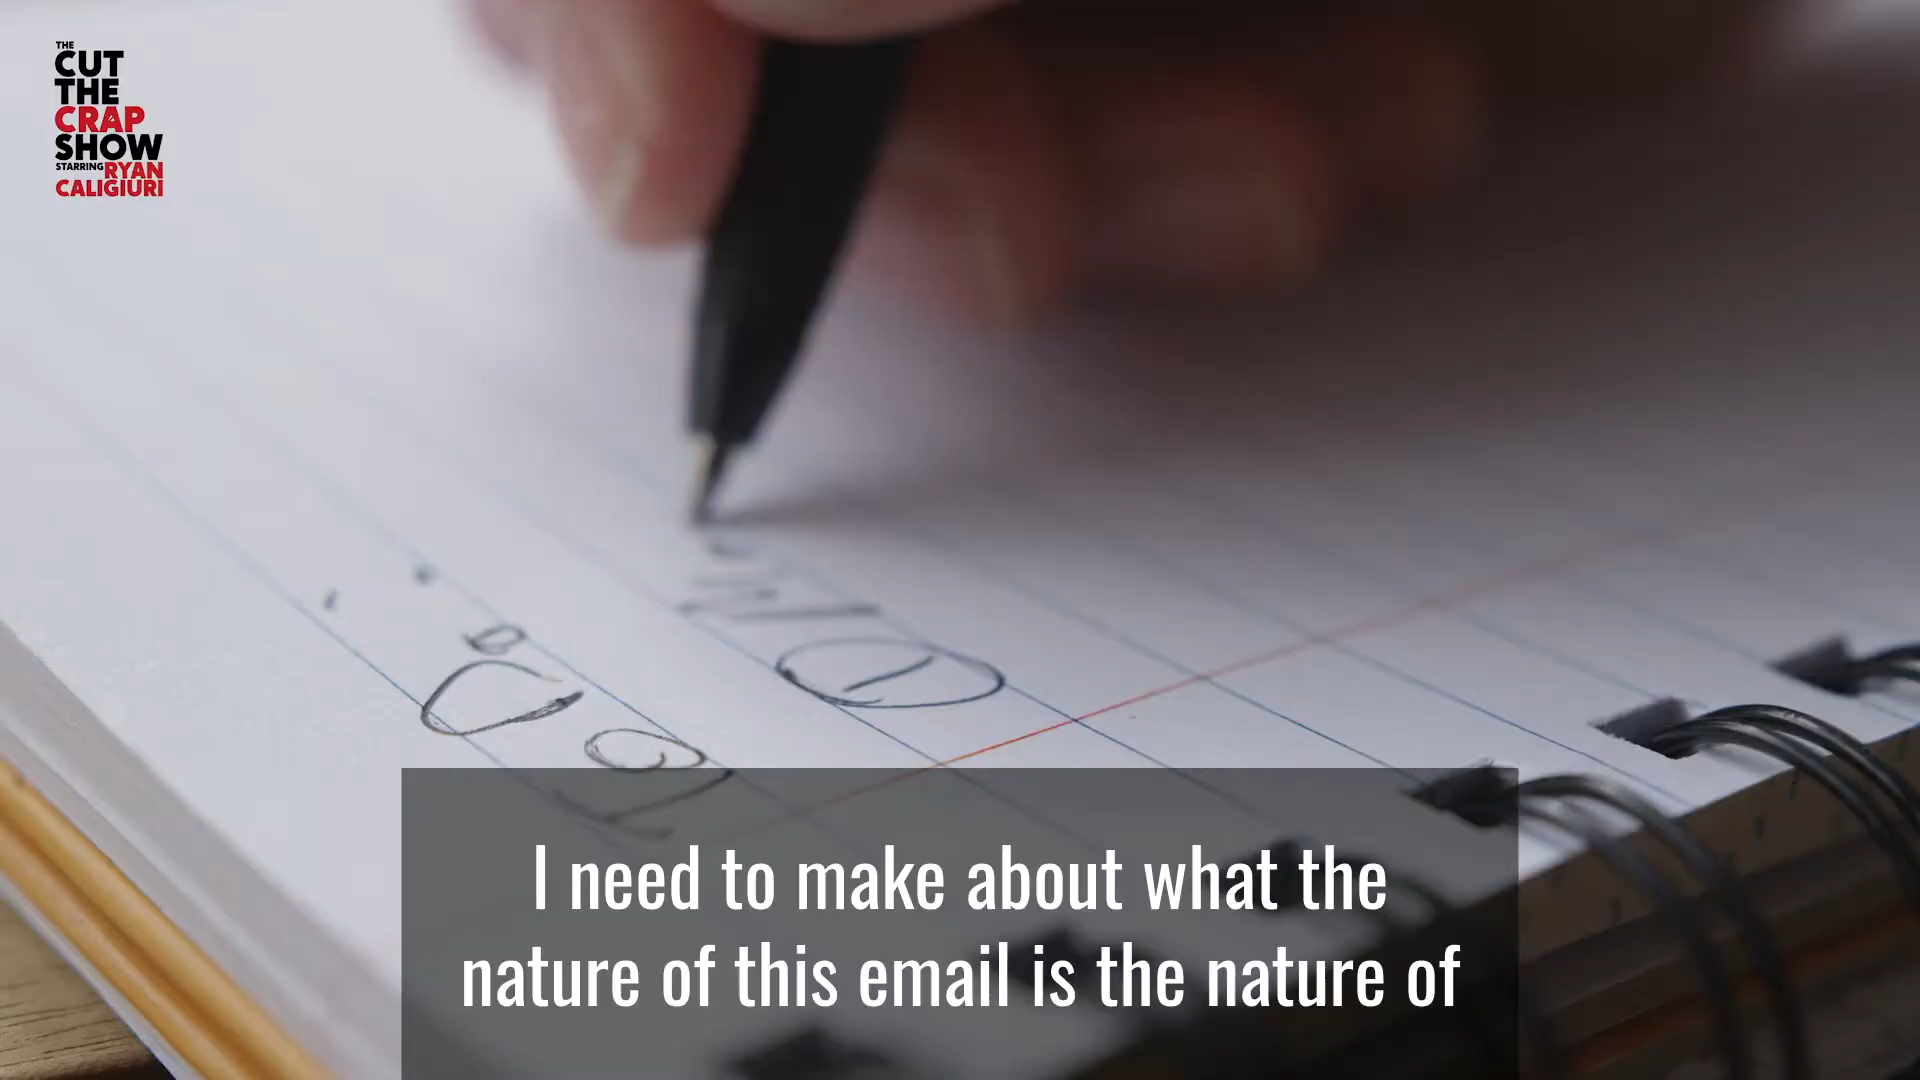 THE
CUT
THE
CRAP
SHOW
STARRING RYAN
CALIGIURI
I need to make about what the
nature of this email is the nature of